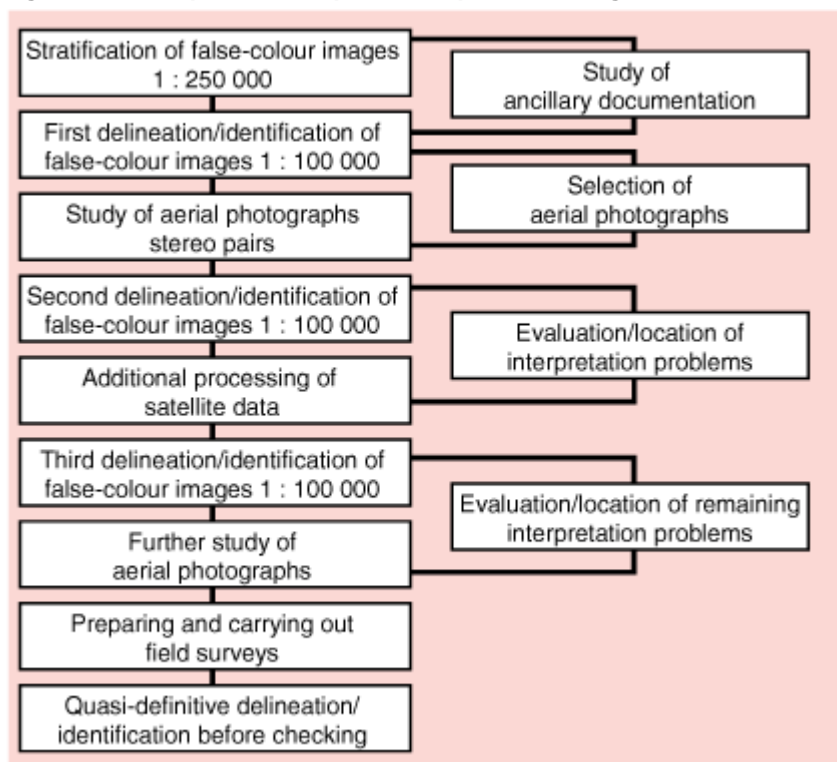 Stratification of false-colour images
1 : 250 000
Study of
ancillary documentation
First delineation/identification of
false-colour images 1 : 100 000
Selection of
aerial photographs
Study of aerial photographs
stereo pairs
Second delineation/identification of
false-colour images 1 : 100 000
Evaluation/location of
interpretation problems
Additional processing of
satellite data
Third delineation/identification of
false-colour images 1 : 100 000
Evaluation/location of remaining
interpretation problems
Further study of
aerial photographs
Preparing and carrying out
field surveys
Quasi-definitive delineation/
identification before checking